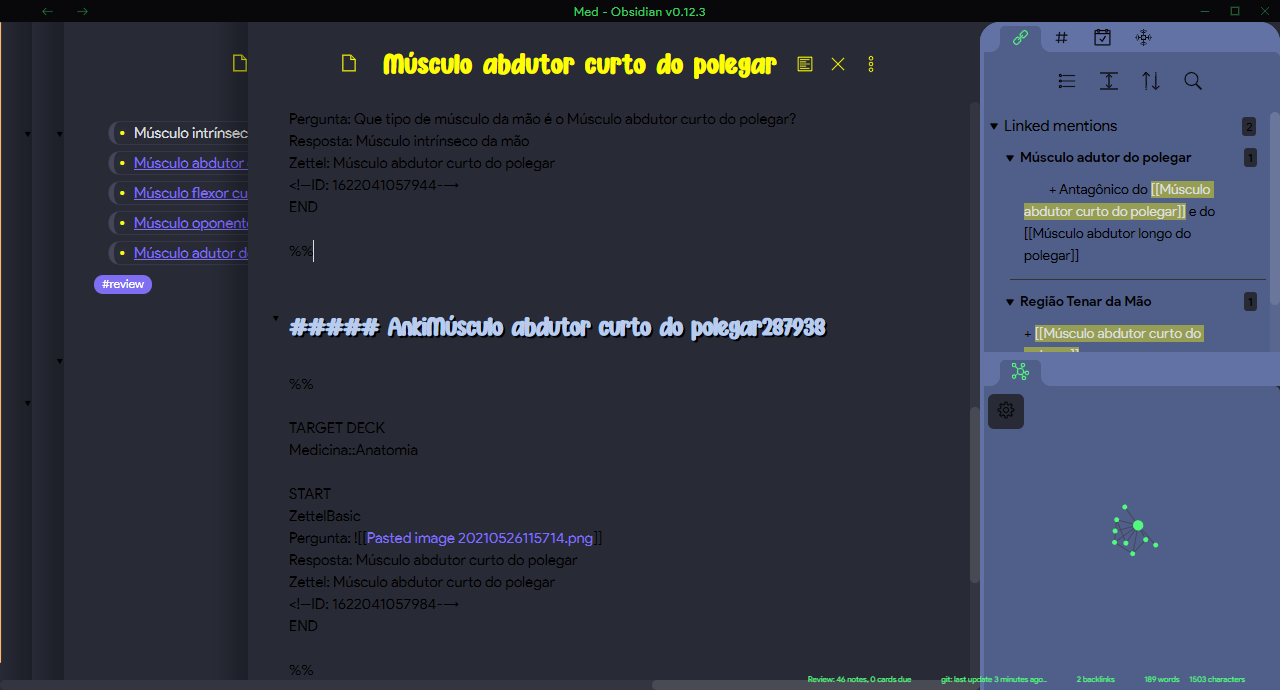 Med - Obsidian v0.12.3
Músculo intrínsec
Músculo abdutor
Músculo flexor cu
Músculo oponent
Músculo adutor d
#review
Músculo abdutor curto do polegar
Pergunta: Que tipo de músculo da mão é o Músculo abdutor curto do polegar?
Resposta: Músculo intrínseco da mão
Zettel: Músculo abdutor curto do polegar
<!--ID: 1622041057944-->
END
%%
##### AnkiMúsculo abdutor curto do polegar287938
%%
TARGET DECK
Medicina::Anatomia
START
ZettelBasic
Pergunta: ![[Pasted image 20210526115714.png]]
Resposta: Músculo abdutor curto do polegar
Zettel: Músculo abdutor curto do polegar
<!--ID: 1622041057984-->
END
%%
Linked mentions 2
Músculo adutor do polegar 1
+ Antagônico do [[Músculo
abdutor curto do polegar]] e do
[[Músculo abdutor longo do
polegar]]
Região Tenar da Mão 1
+ [[Músculo abdutor curto do
Review: 46 notes, 0 cards due git: last update 3 minutes ago.. 2 backlinks 189 words 1503 characters